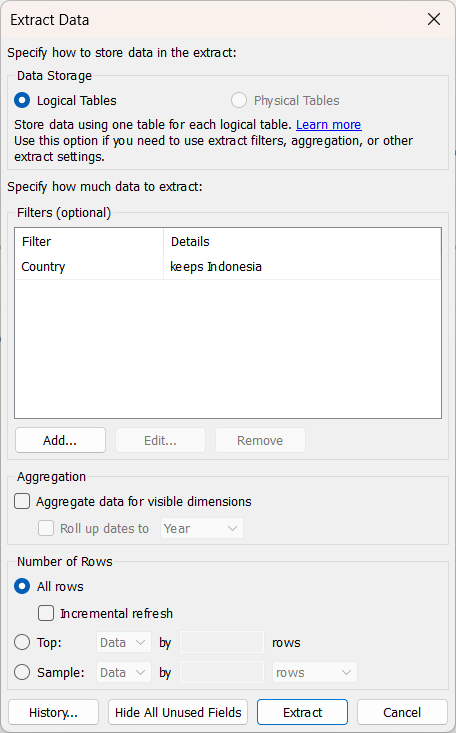 Extract Data
Specify how to store data in the extract:
Data Storage
Logical Tables Physical Tables
Store data using one table for each logical table. Learn more
Use this option if you need to use extract filters, aggregation, or other
extract settings.
Specify how much data to extract:
Filters (optional)
Filter Details
Country keeps Indonesia
Add... Edit... Remove
Aggregation
Aggregate data for visible dimensions
Roll up dates to Year
Number of Rows
All rows
Incremental refresh
Top: Data by rows
Sample: Data by rows
History... Hide All Unused Fields Extract Cancel